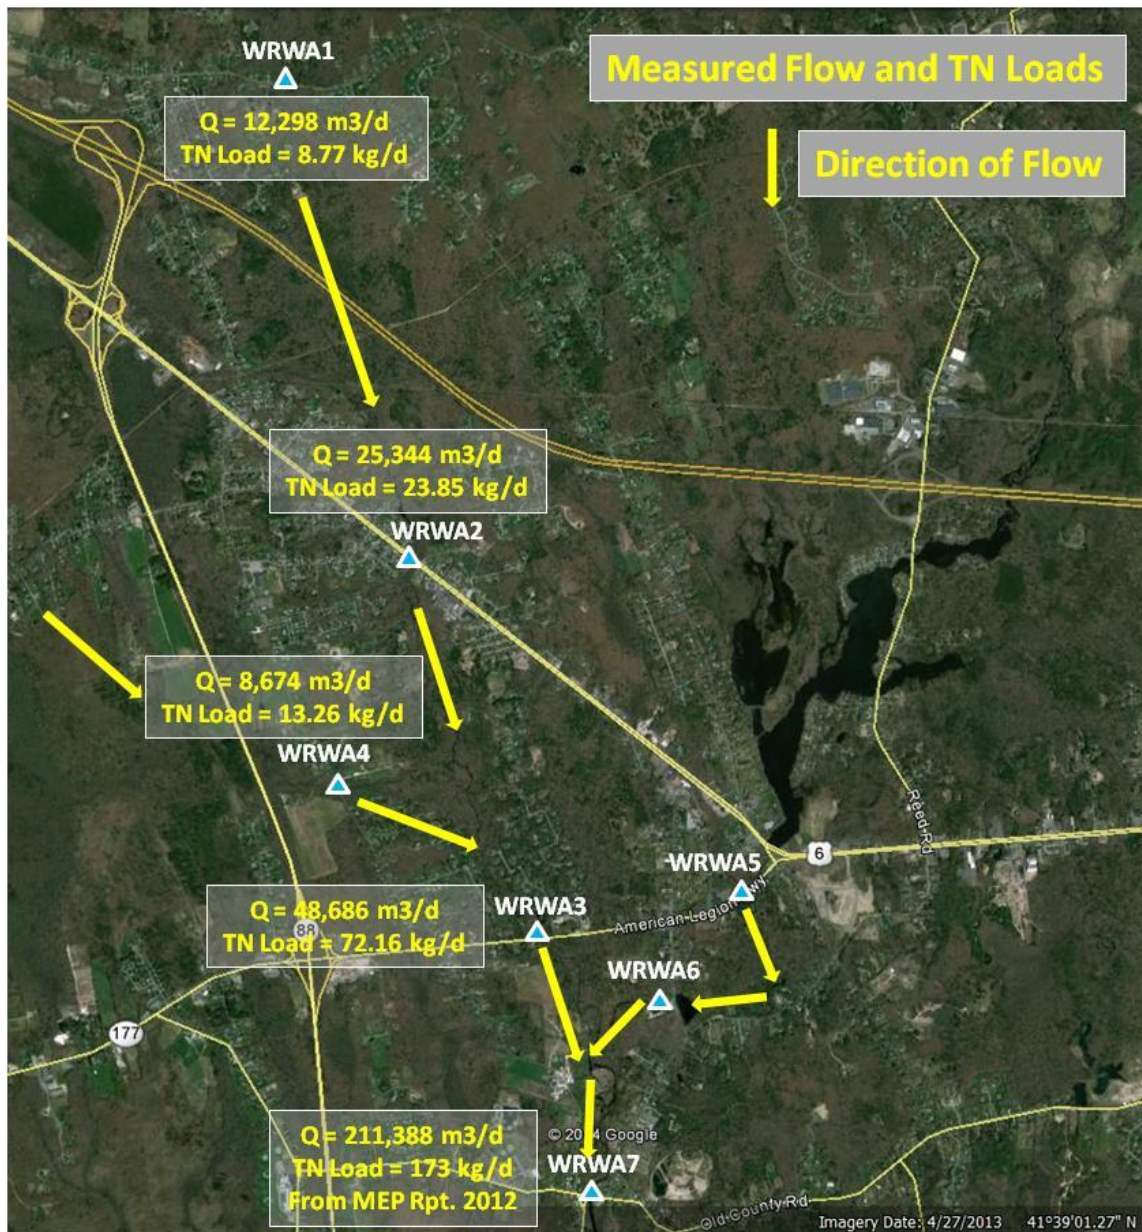 WRWA1
Measured Flow and TN Loads
Q = 12,298 m3/d
TN Load = 8.77 kg/d
Direction of Flow
Q = 25,344 m3/d
TN Load = 23.85 kg/d
WRWA2
Q = 8,674 m3/d
TN Load = 13.26 kg/d
WRWA4
Reed Rd
6
WRWA5
Q = 48,686 m3/d
TN Load = 72.16 kg/d
88
WRWA3
American Legion Hwy.
WRWA6
177
Q = 211,388 m3/d
TN Load = 173 kg/d
From MEP Rpt. 2012
© 2014 Google
WRWA7
Old County Rd
Imagery Date: 4/27/2013 41°39'01.27" N